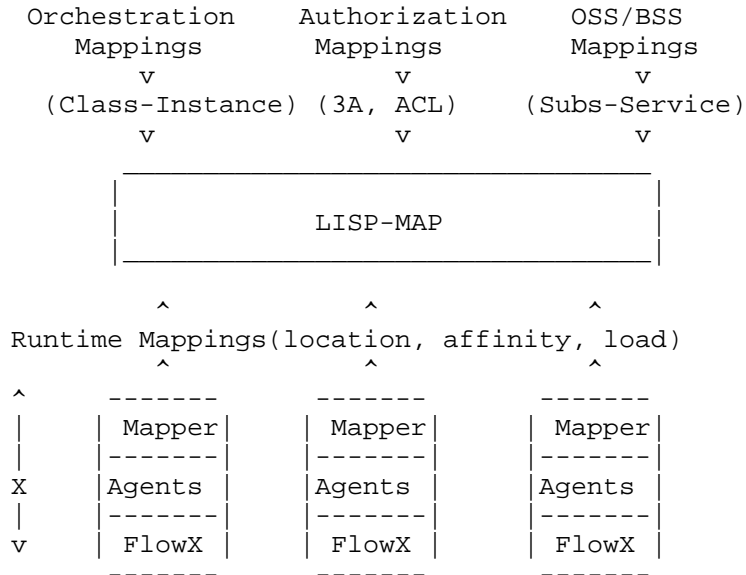 Orchestration Authorization OSS/BSS
Mappings Mappings Mappings
v v v
(Class-Instance) (3A, ACL) (Subs-Service)
v v v
LISP-MAP
^ ^ ^
Runtime Mappings(location, affinity, load)
^ ^ ^
^ ------- ------- -------
| | Mapper| | Mapper| | Mapper|
| |-------| |-------| |-------|
X |Agents | |Agents | |Agents |
| |-------| |-------| |-------|
v | FlowX | | FlowX | | FlowX |
------- ------- -------